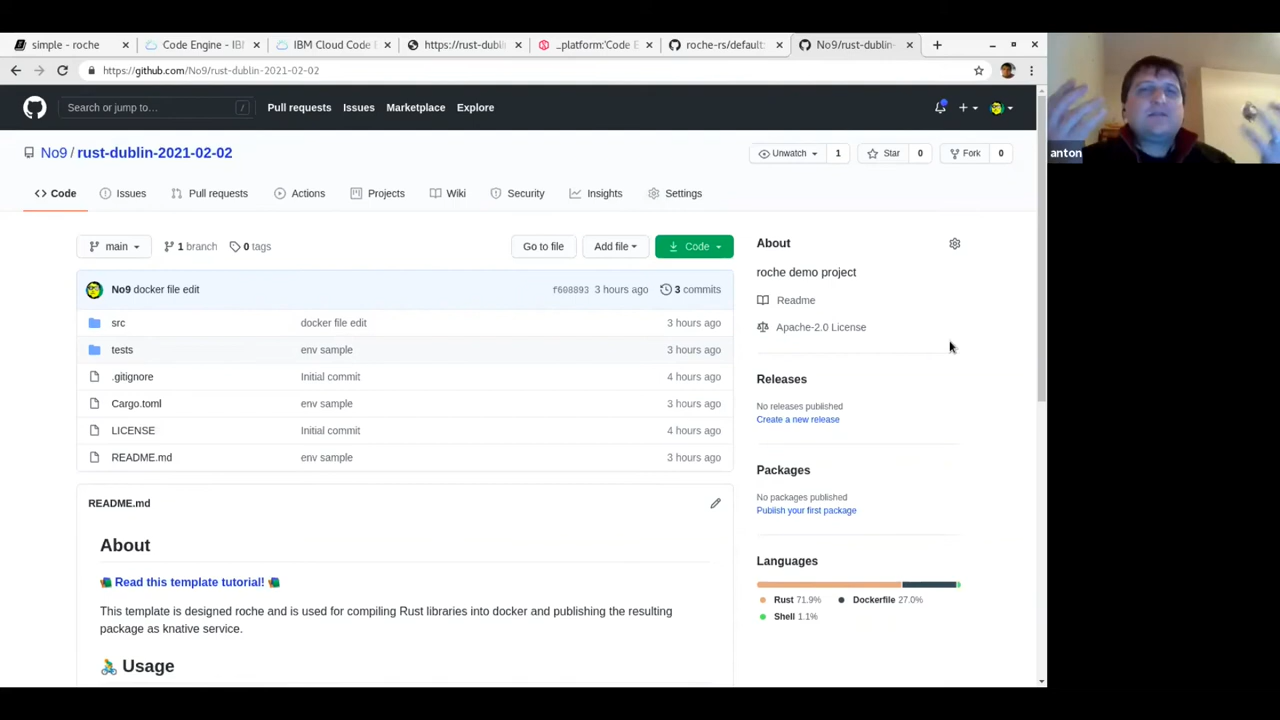 simple - roche
Code Engine - IBM
IBM Cloud Code E
https://rust-dubli
_platform:'Code E
roche-rs/default:
No9/rust-dublin-
https://github.com/No9/rust-dublin-2021-02-02
Search or jump to…
/
Pull requests
Issues
Marketplace
Explore
anton
No9 / rust-dublin-2021-02-02
Unwatch 1
Star 0
Fork 0
Code
Issues
Pull requests
Actions
Projects
Wiki
Security
Insights
Settings
main
1 branch
0 tags
Go to file
Add file
Code
No9 docker file edit
f608893 3 hours ago
3 commits
src docker file edit 3 hours ago
tests env sample 3 hours ago
.gitignore Initial commit 4 hours ago
Cargo.toml env sample 3 hours ago
LICENSE Initial commit 4 hours ago
README.md env sample 3 hours ago
README.md
About
Read this template tutorial!
This template is designed roche and is used for compiling Rust libraries into docker and publishing the resulting
package as knative service.
Usage
About
roche demo project
Readme
Apache-2.0 License
Releases
No releases published
Create a new release
Packages
No packages published
Publish your first package
Languages
Rust 71.9%
Dockerfile 27.0%
Shell 1.1%